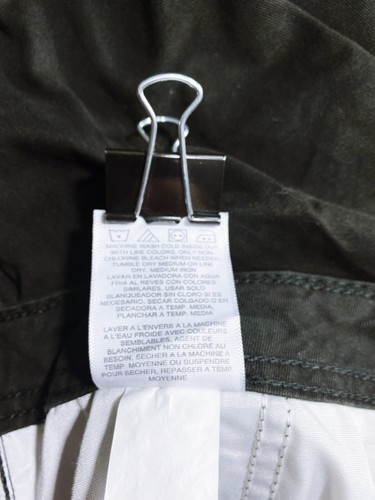 MACHINE WASH COLD INSIDE OUT
WITH LIKE COLORS, ONLY NON-
CHLORINE BLEACH WHEN NEEDED,
TUMBLE DRY MEDIUM OR LINE
DRY, MEDIUM IRON
LAVAR EN LAVADORA CON AGUA
FRIA AL REVES CON COLORES
SIMILARES, USAR SOLO
BLANQUEADOR SIN CLORO SI ES
NECESARIO, SECAR COLGADO O EN
SECADORA A TEMP. MEDIA,
PLANCHAR A TEMP. MEDIA
LAVER A L'ENVERS A LA MACHINE
A L'EAU FROIDE AVEC COULEURS
SEMBLABLES, AGENT DE
BLANCHIMENT NON CHLORE AU
BESOIN, SECHER A LA MACHINE A
TEMP. MOYENNE OU SUSPENDRE
POUR SECHER, REPASSER A TEMP.
MOYENNE